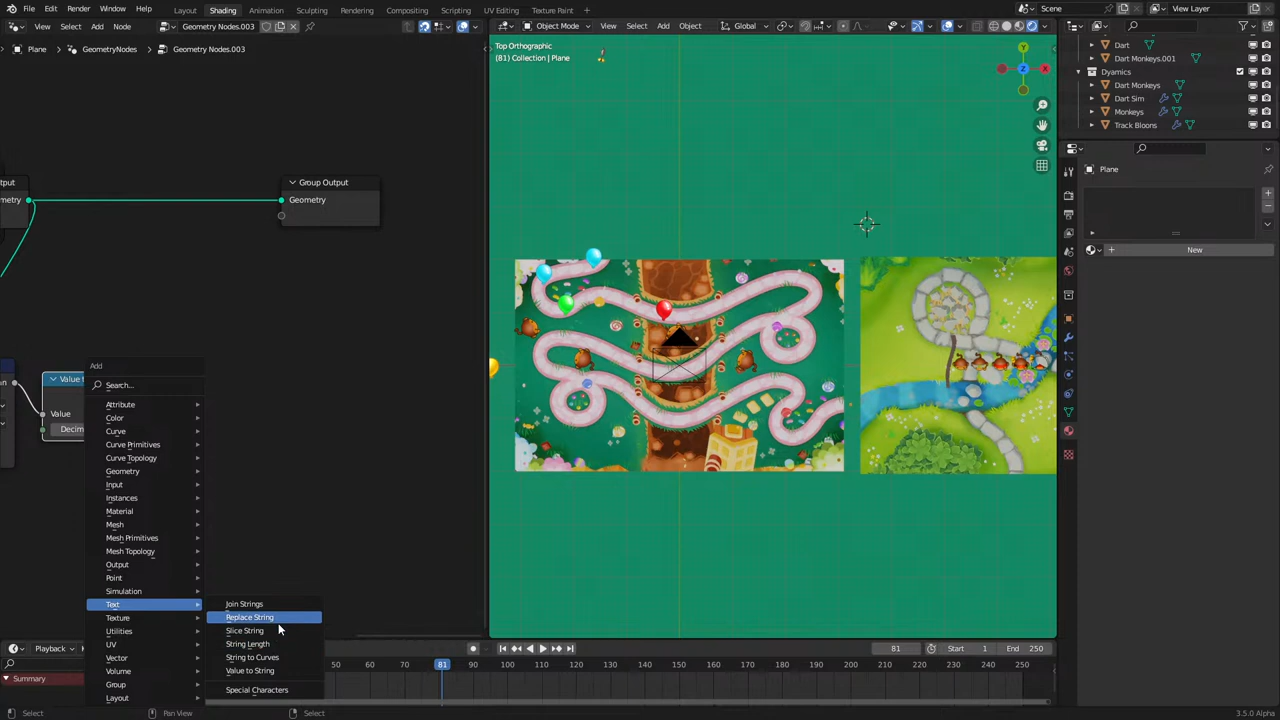 File Edit Render Window Help
Layout Shading Animation Scripting Rendering Compositing UV Editing Texture Paint
Scene
View Layer
View Select Add Node
Object Mode
View Select Add Object
Global
Plane > GeometryNodes > Geometry Nodes.003
Top Orthographic
(81) Collection | Plane
Y
Z
X
Dart
Dart Monkeys.001
Dyamics
Dart Monkeys
Dart Sim
Monkeys
Track Bloons
Plane
New
Group Output
Geometry
Value
Decim
Add
Search...
Attribute
Color
Curve
Curve Primitives
Curve Topology
Geometry
Input
Instances
Material
Mesh
Mesh Primitives
Mesh Topology
Output
Point
Simulation
Text
Texture
Utilities
UV
Vector
Volume
Group
Layout
Join Strings
Replace String
Slice String
String Length
String to Curves
Value to String
Special Characters
Playback
81
Start 1
End 250
50 60 70 81 90 100 110 120 130 140 150 160 170 180 190 200 210 220 230 240 250
Summary
Select
Pan View
Select
3.5.0 Alpha